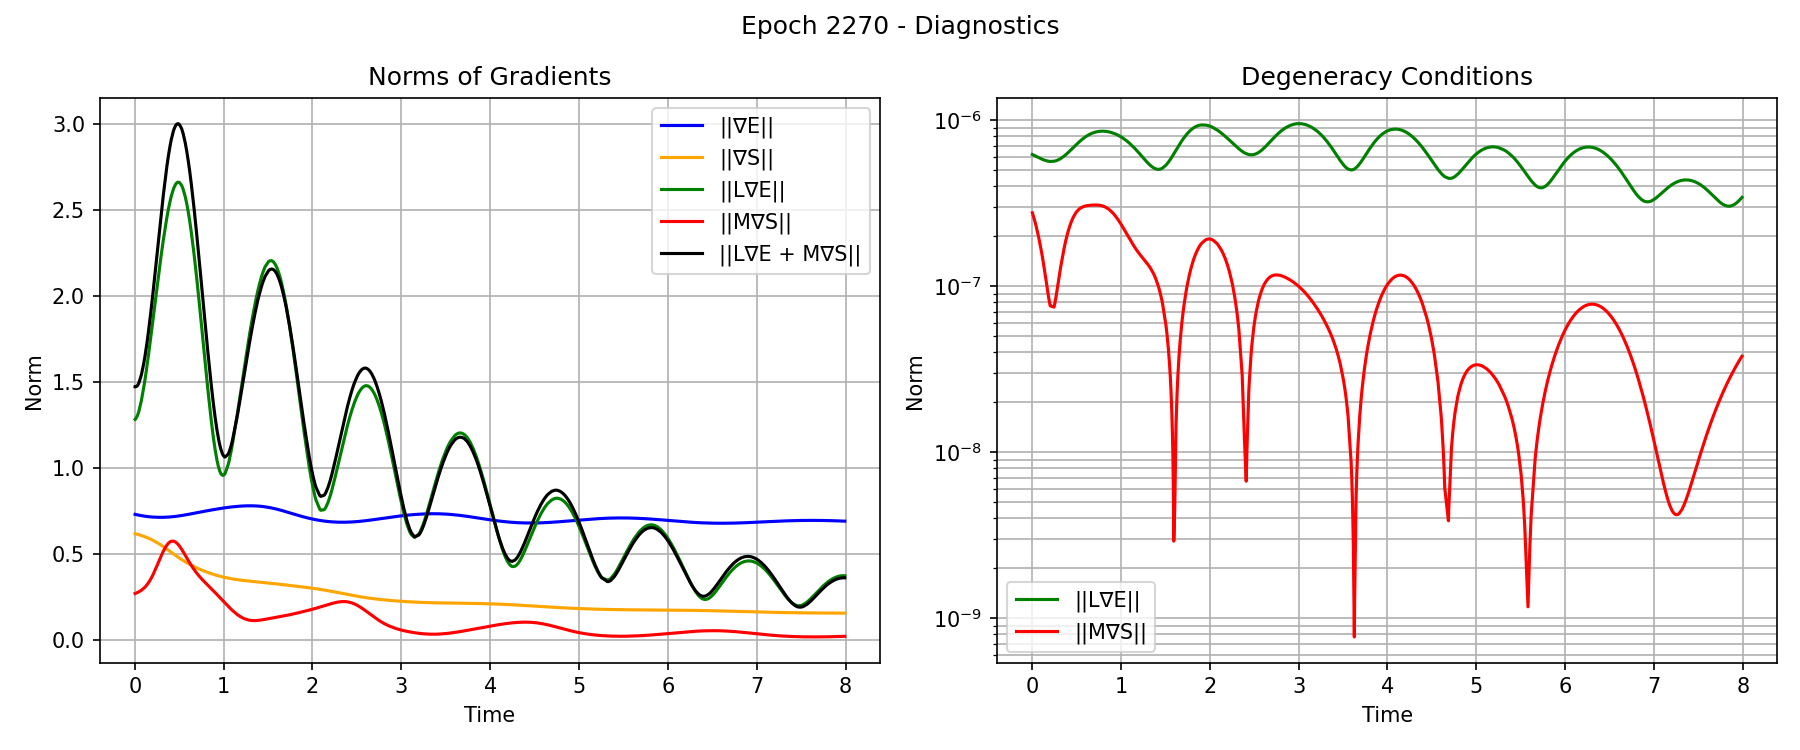 Epoch 2270 - Diagnostics
Norms of Gradients
3.0
2.5
2.0
1.5
1.0
0.5
0.0
Norm
||∇E||
||∇S||
||L∇E||
||M∇S||
||L∇E + M∇S||
0 1 2 3 4 5 6 7 8
Time
Degeneracy Conditions
10⁻⁶
10⁻⁷
10⁻⁸
10⁻⁹
Norm
||L∇E||
||M∇S||
0 1 2 3 4 5 6 7 8
Time